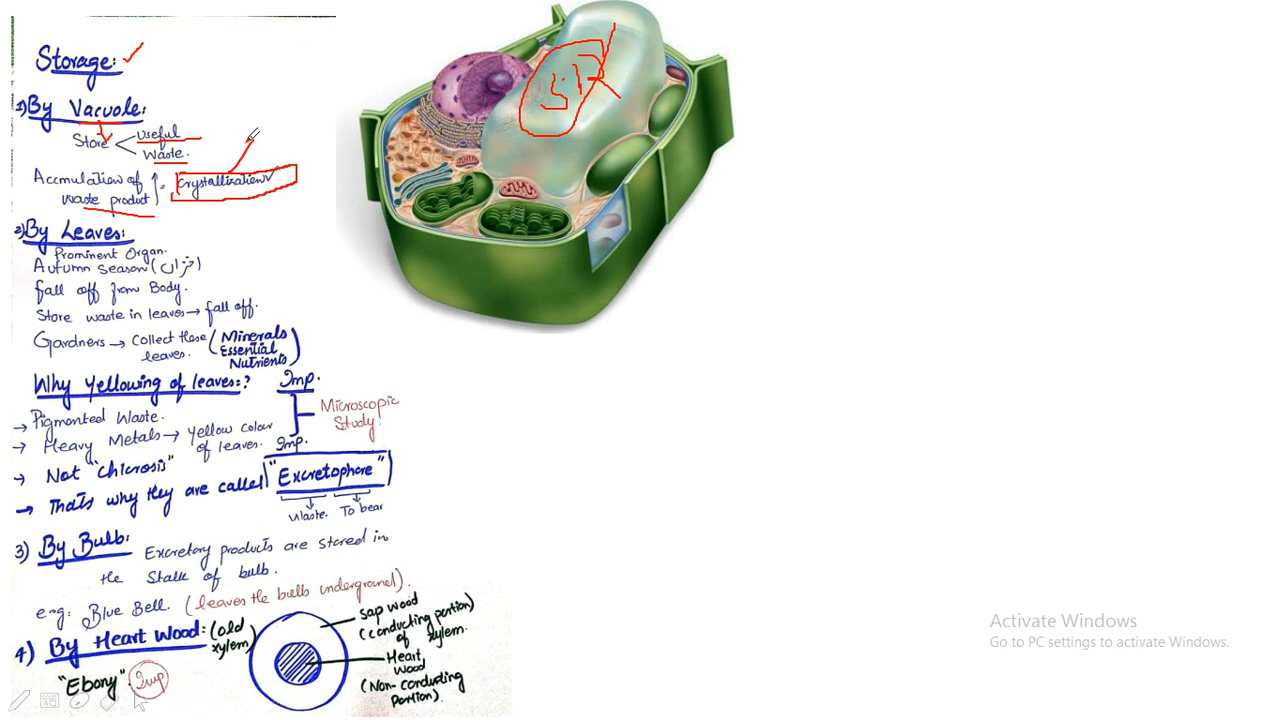 Storage:
1) By Vacuole:
Store
Useful
Waste.
Accmulation of
waste product
= Crystallization
2) By Leaves:
Prominent Organ.
Autumn Season (خزاں)
fall off from Body.
Store waste in leaves → fall off.
Gardners → Collect these leaves. (Minerals Essential Nutrients)
Why Yellowing of leaves:? Imp.
→ Pigmented Waste.
→ Heavy Metals → Yellow colour of leaves. Imp.
Microscopic Study!
→ Not "Chlcrosis"
→ That's why they are called "Excretophore"
Waste. To bear
3) By Bulb: Excretory products are stored in
the Stalk of bulb.
e.g: Blue Bell. (leaves the bulb underground).
4) By Heart Wood: (old xylem)
"Ebony". Imp
Sap wood
(conducting portion)
of xylem.
Heart
wood
(Non-conducting
portion).
Activate Windows
Go to PC settings to activate Windows.